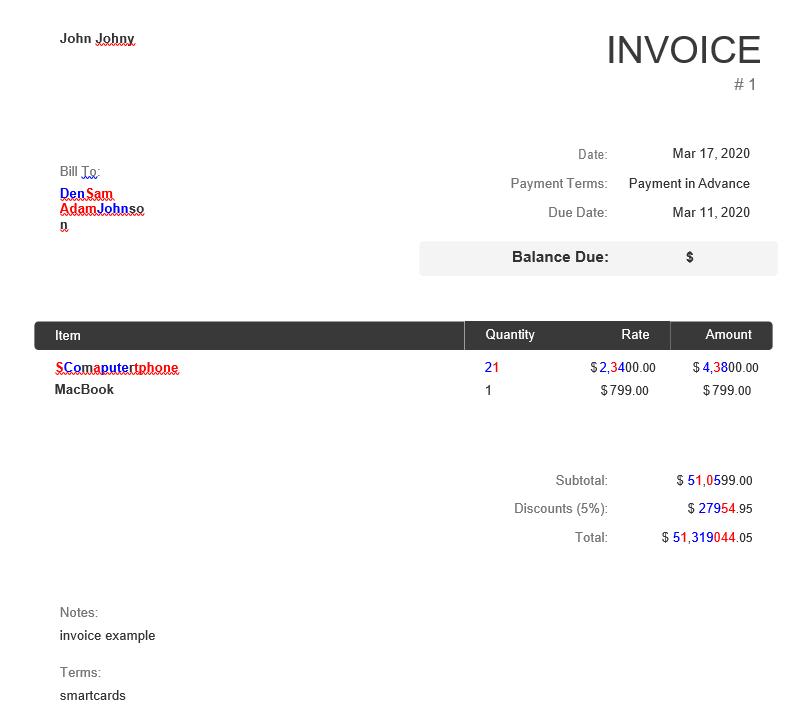 John Johny
INVOICE
# 1
Date: Mar 17, 2020
Bill To:
Payment Terms: Payment in Advance
DenSam
AdamJohnso
n
Due Date: Mar 11, 2020
Balance Due: $
Item Quantity Rate Amount
SComaputertphone 21 $ 2,3400.00 $ 4,3800.00
MacBook 1 $ 799.00 $ 799.00
Subtotal: $ 51,0599.00
Discounts (5%): $ 27954.95
Total: $ 51,319044.05
Notes:
invoice example
Terms:
smartcards